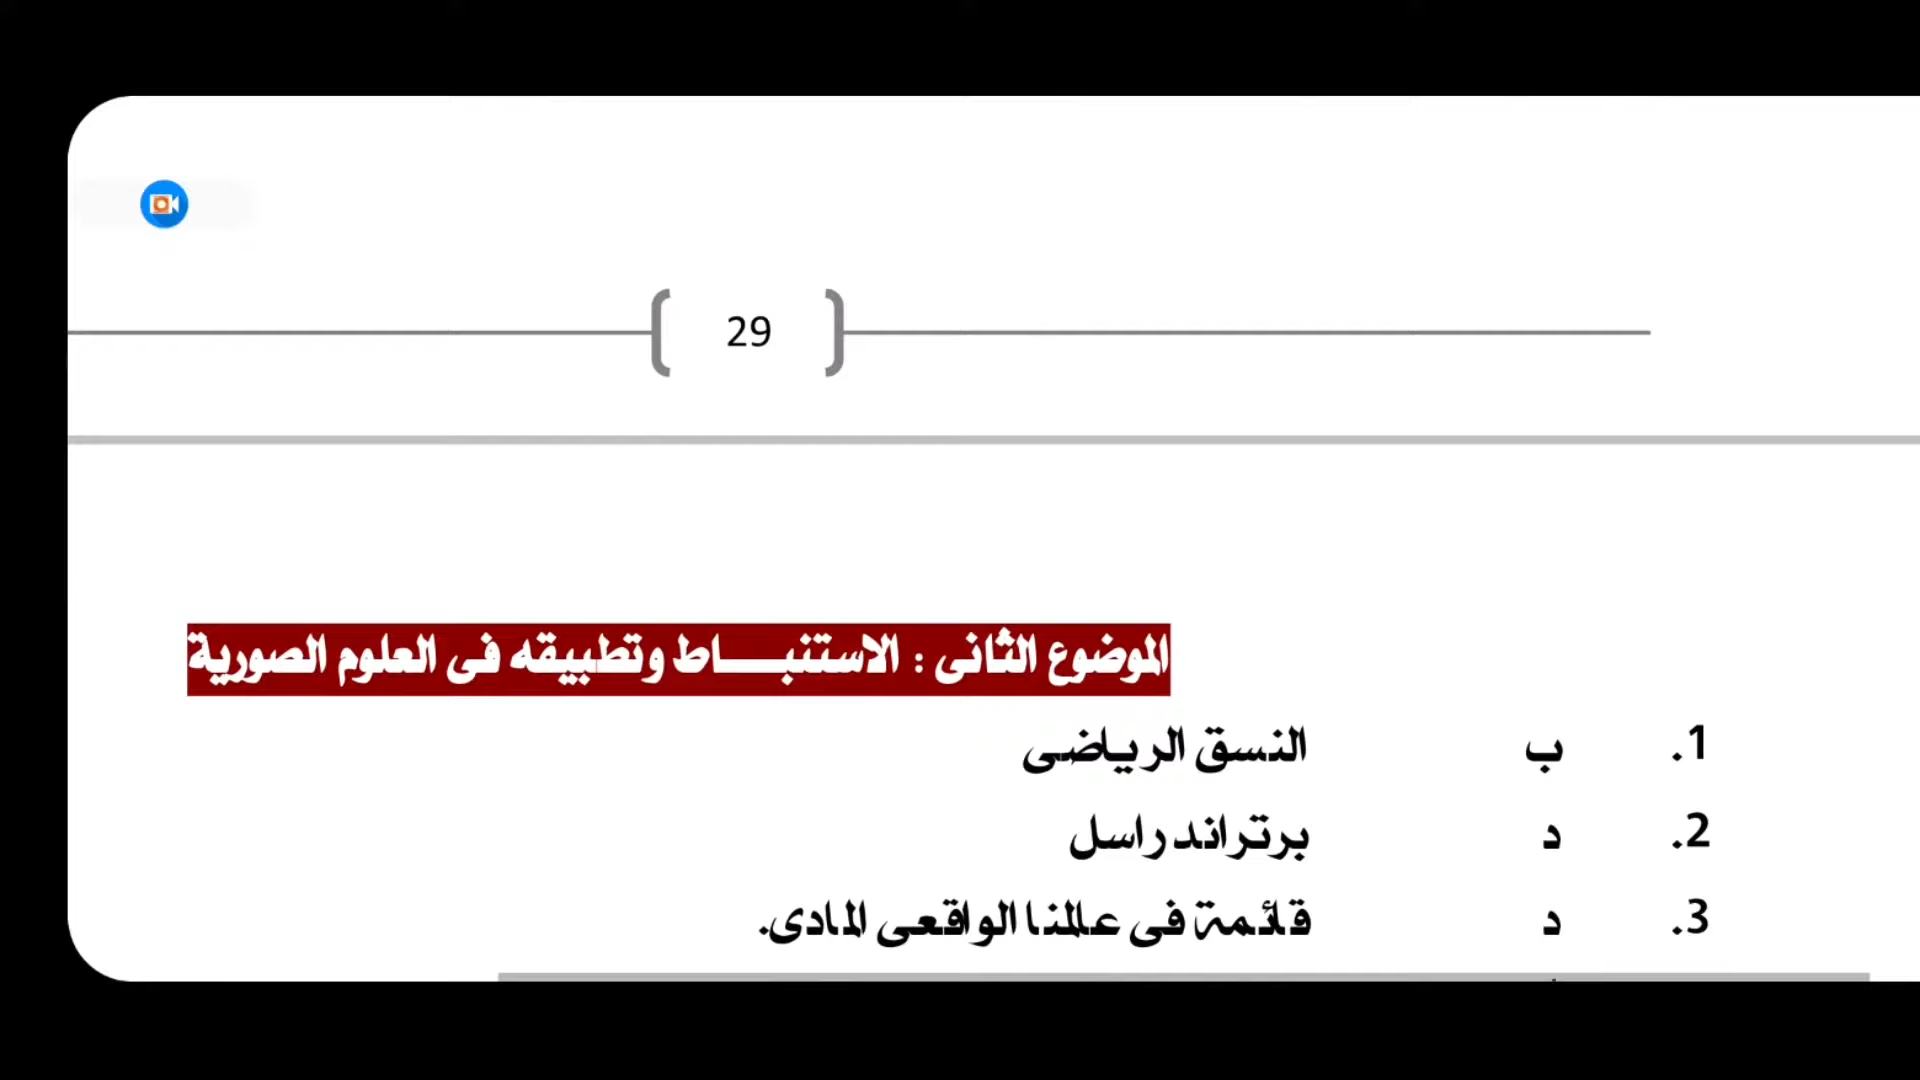 29
الموضوع الثانى : الاستنبـــــاط وتطبيقه فى العلوم الصورية
1. ب النسق الرياضى
2. د برتراند راسل
3. د قائمة فى عالمنا الواقعى المادى.